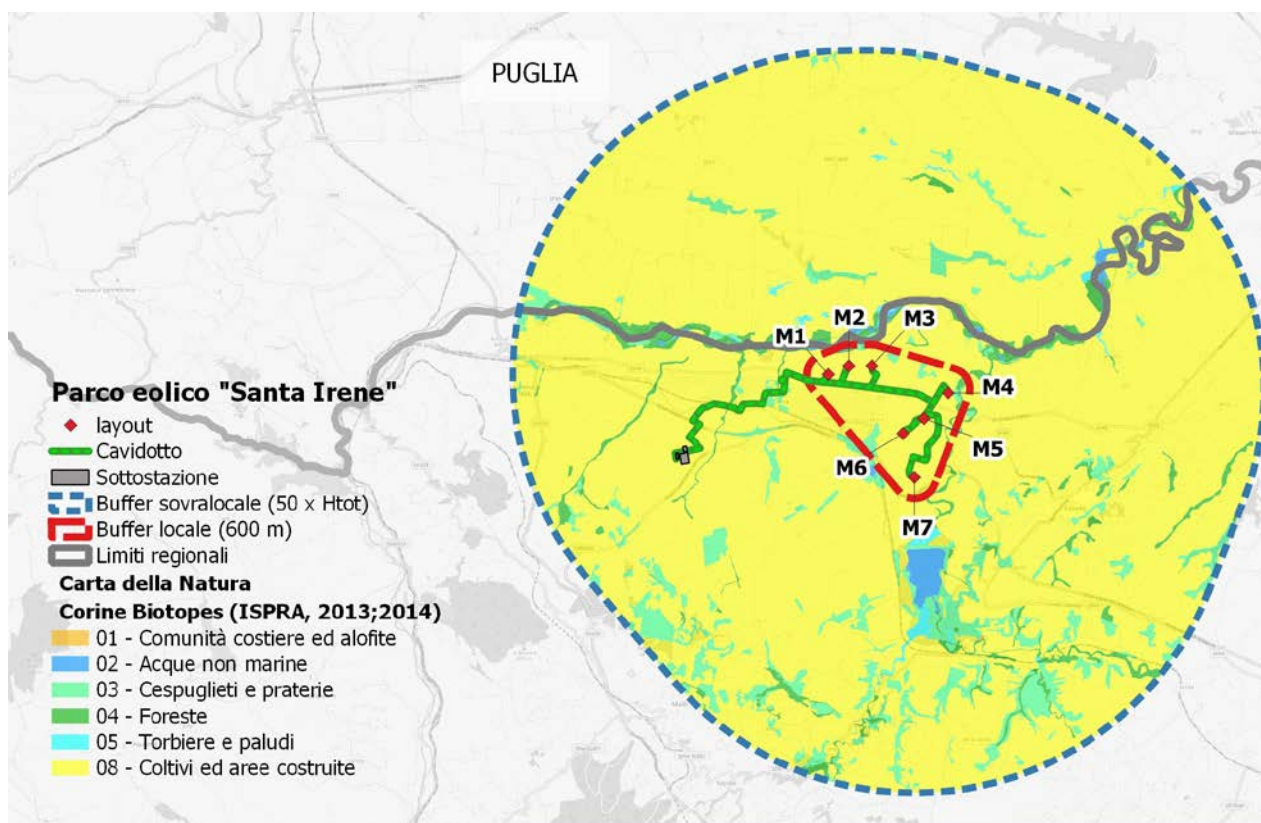 PUGLIA
M1
M2
M3
M4
M5
M6
M7
Parco eolico "Santa Irene"
layout
Cavidotto
Sottostazione
Buffer sovralocale (50 x Htot)
Buffer locale (600 m)
Limiti regionali
Carta della Natura
Corine Biotopes (ISPRA, 2013;2014)
01 - Comunità costiere ed alofite
02 - Acque non marine
03 - Cespuglieti e praterie
04 - Foreste
05 - Torbiere e paludi
08 - Coltivi ed aree costruite